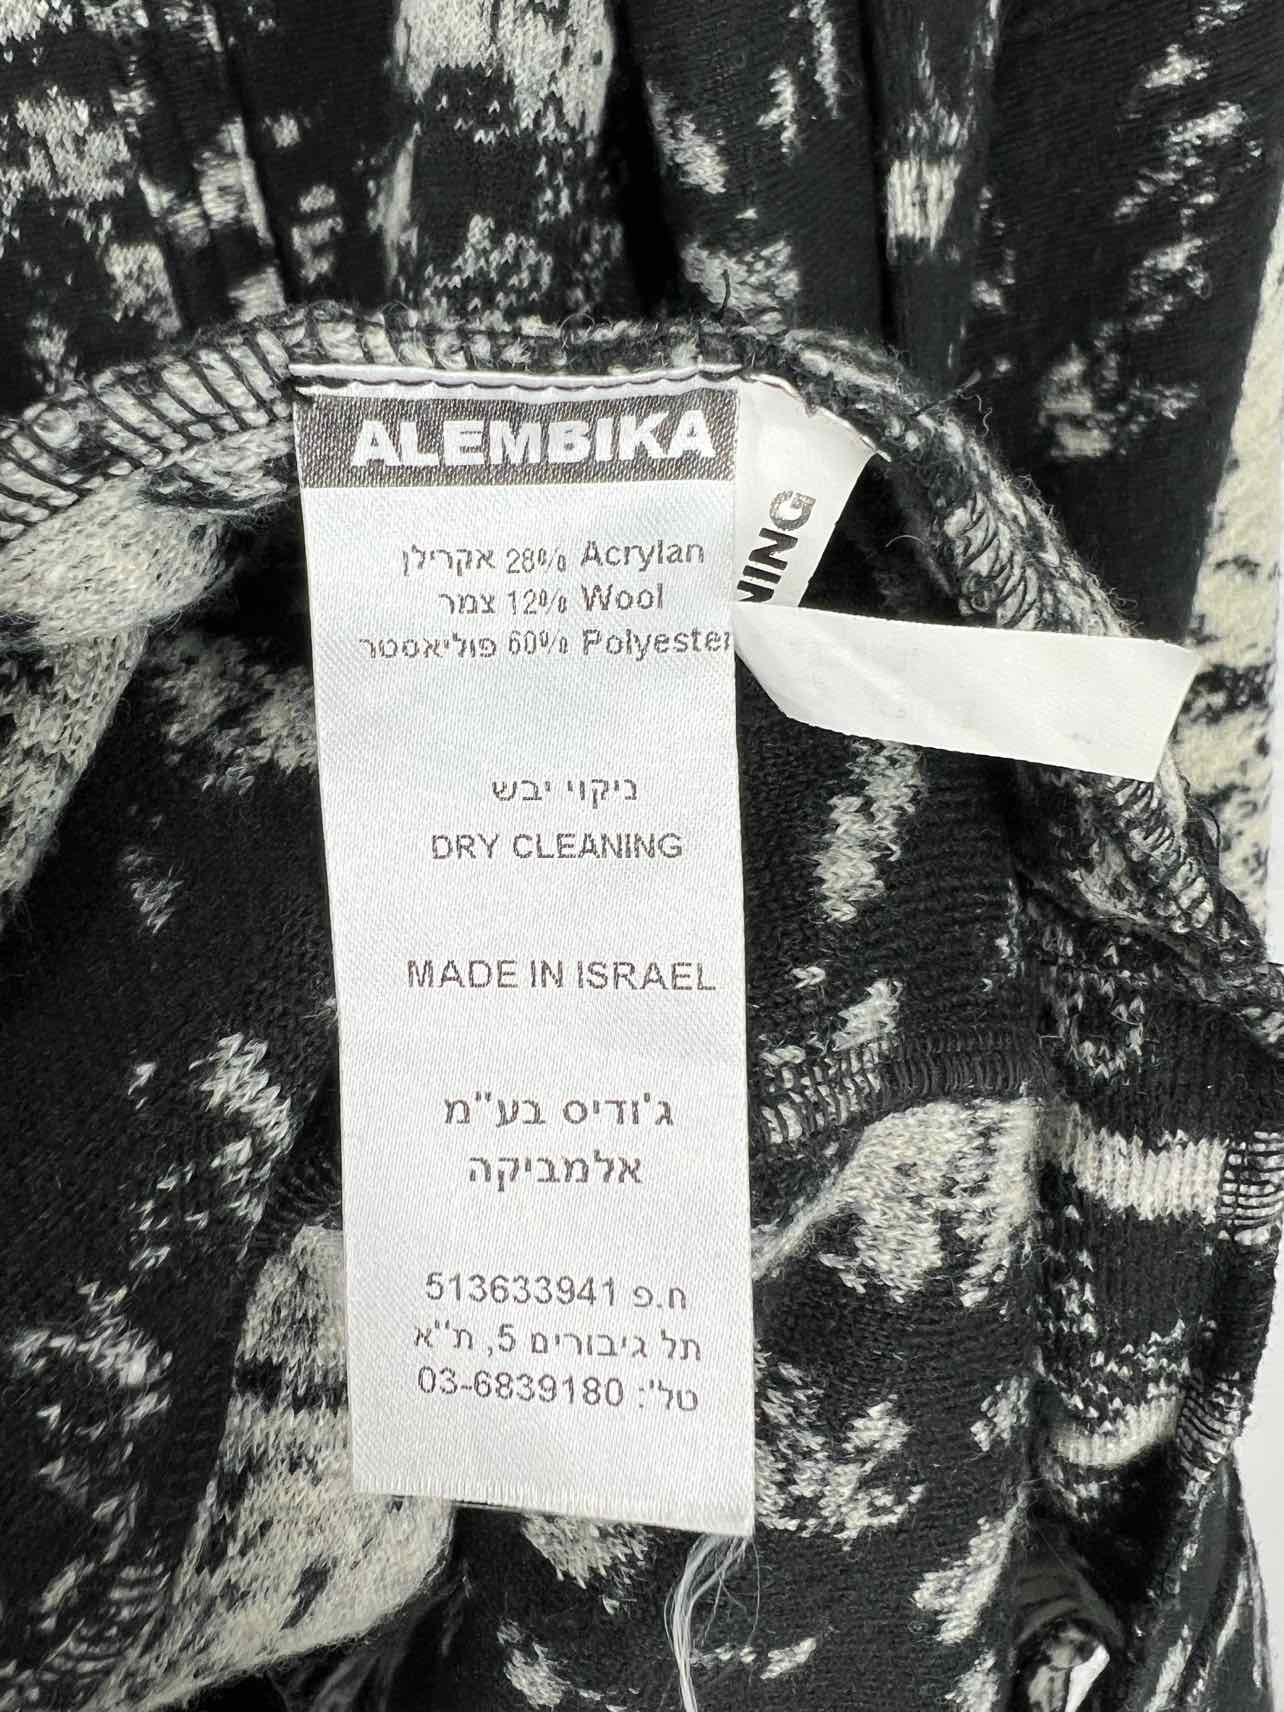 ALEMBIKA
אקרילן 28% Acrylan
צמר 12% Wool
פוליאסטר 60% Polyester
ניקוי יבש
DRY CLEANING
MADE IN ISRAEL
ג'ודיס בע"מ
אלמביקה
ח.פ 513633941
תל גיבורים 5, ת"א
טל': 03-6839180
NING